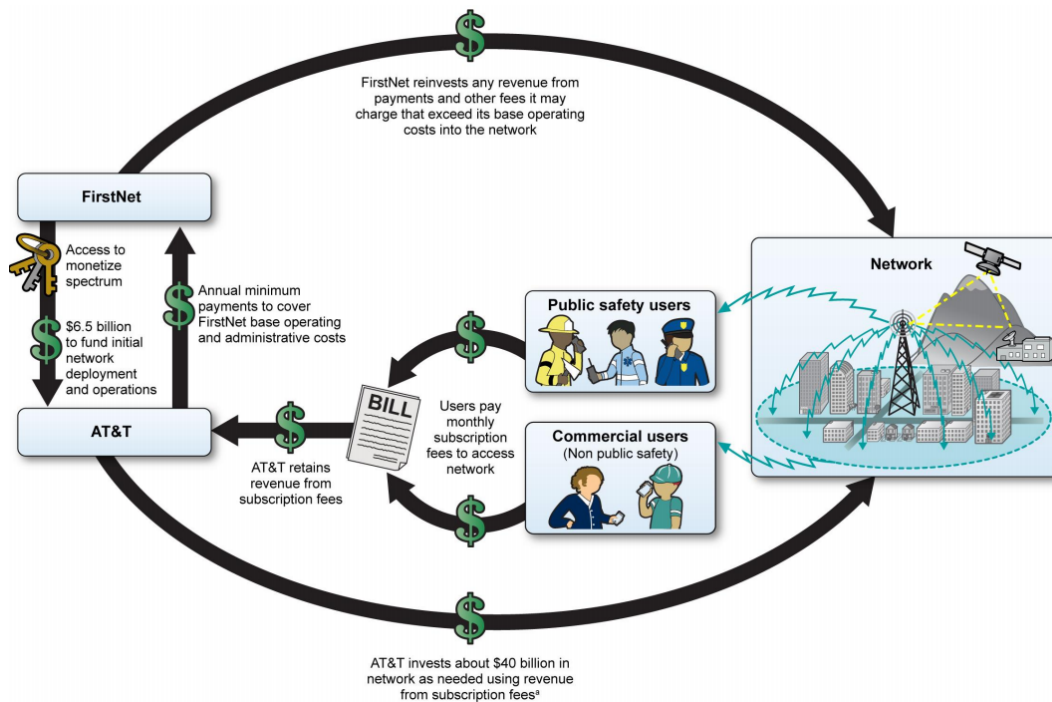 $
FirstNet reinvests any revenue from
payments and other fees it may
charge that exceed its base operating
costs into the network
FirstNet
Access to
monetize
spectrum
$
$6.5 billion
to fund initial
network
deployment
and operations
$
Annual minimum
payments to cover
FirstNet base operating
and administrative costs
AT&T
$
AT&T retains
revenue from
subscription fees
BILL
$
Users pay
monthly
subscription
fees to access
network
$
Public safety users
Commercial users
(Non public safety)
Network
$
AT&T invests about $40 billion in
network as needed using revenue
from subscription feesᵃ